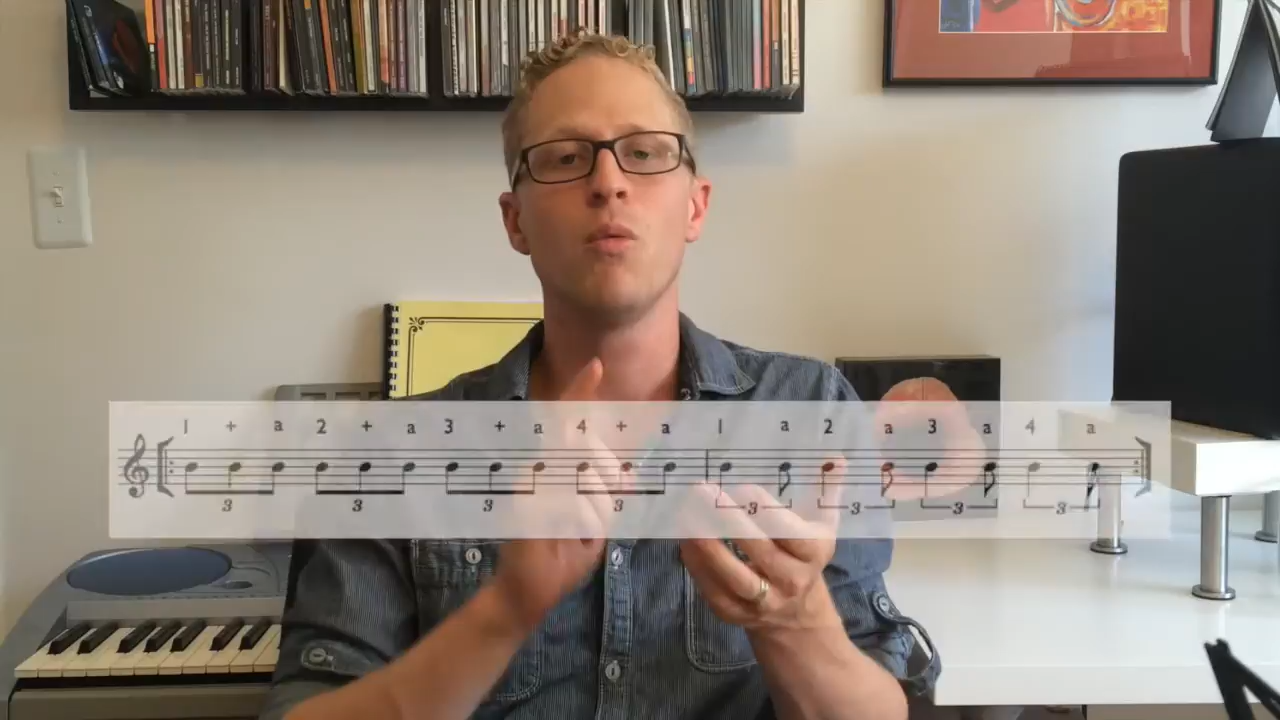 1 + a 2 + a 3 + a 4 + a 1 a 2 a 3 a 4 a
3 3 3 3 3 3 3 3